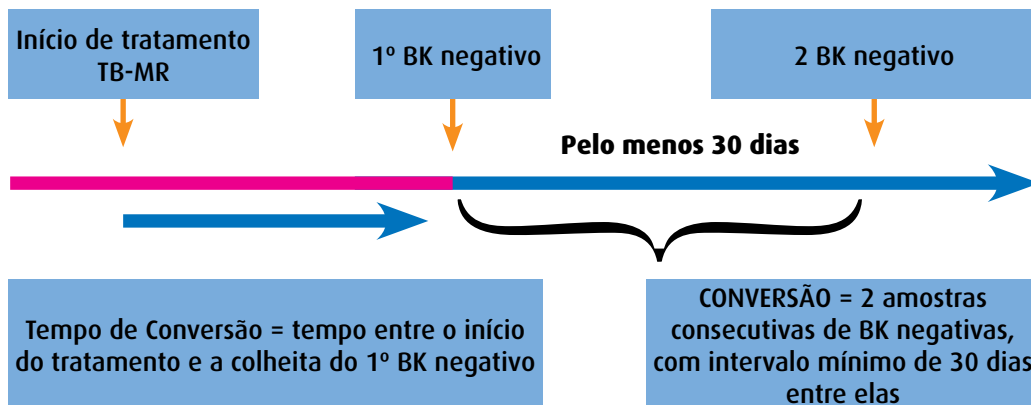 Início de tratamento
TB-MR
1º BK negativo
2 BK negativo
Pelo menos 30 dias
Tempo de Conversão = tempo entre o início
do tratamento e a colheita do 1º BK negativo
CONVERSÃO = 2 amostras
consecutivas de BK negativas,
com intervalo mínimo de 30 dias
entre elas